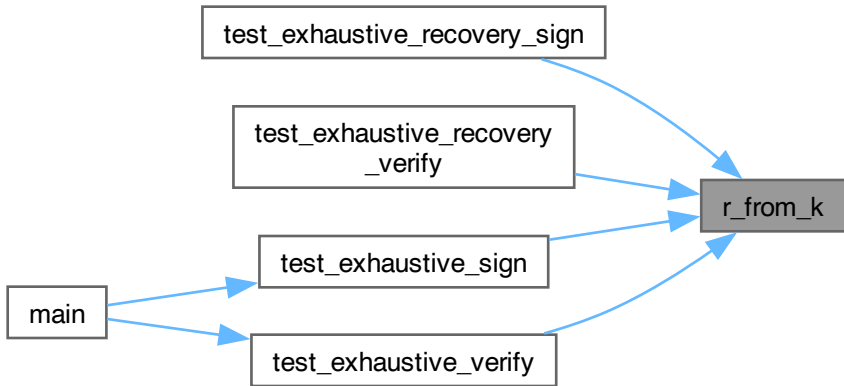 test_exhaustive_recovery_sign
test_exhaustive_recovery
_verify
r_from_k
test_exhaustive_sign
main
test_exhaustive_verify